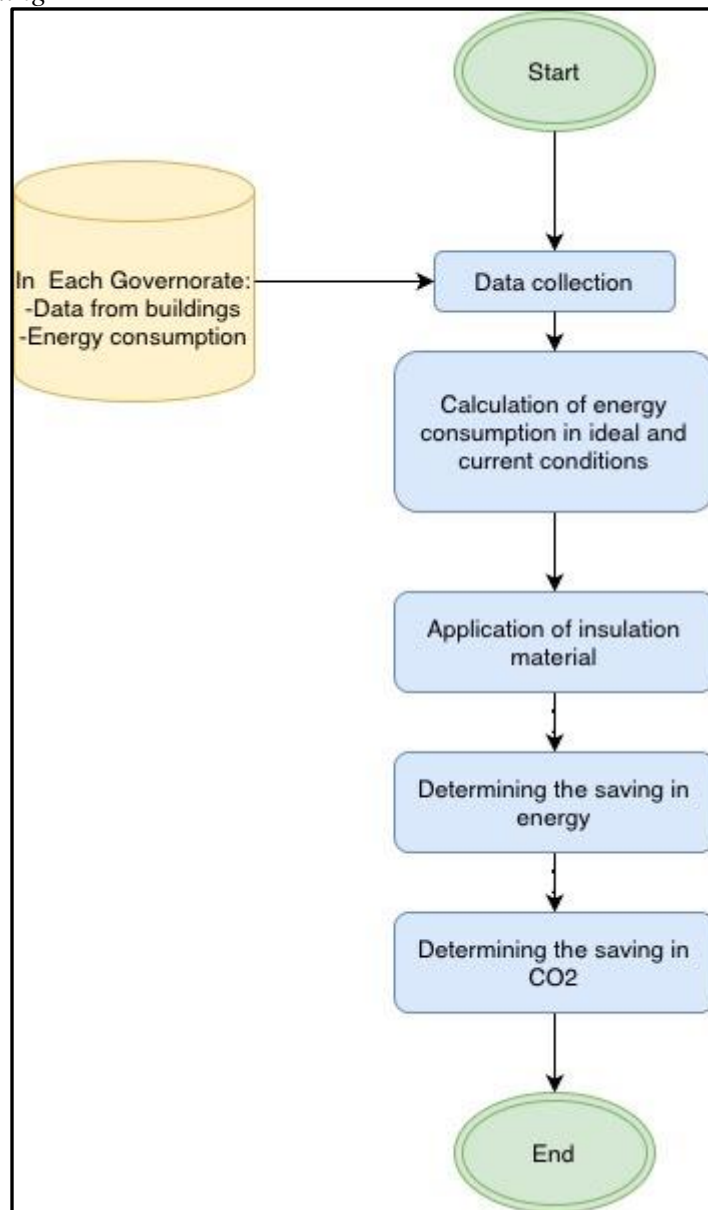 Start
In Each Governorate:
-Data from buildings
-Energy consumption
Data collection
Calculation of energy
consumption in ideal and
current conditions
Application of insulation
material
Determining the saving in
energy
Determining the saving in
CO2
End